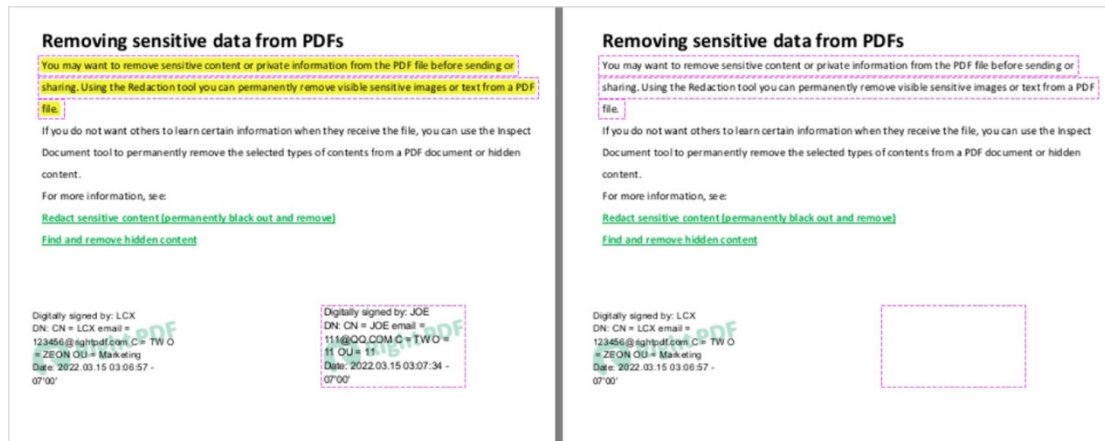 Removing sensitive data from PDFs
You may want to remove sensitive content or private information from the PDF file before sending or
sharing. Using the Redaction tool you can permanently remove visible sensitive images or text from a PDF
file.
If you do not want others to learn certain information when they receive the file, you can use the Inspect
Document tool to permanently remove the selected types of contents from a PDF document or hidden
content.
For more information, see:
Redact sensitive content (permanently black out and remove)
Find and remove hidden content
Digitally signed by: LCX
DN: CN = LCX email =
123456@rightpdf.com C = TW O
= ZEON OU = Marketing
Date: 2022.03.15 03:06:57 -
07'00'
Right PDF
Digitally signed by: JOE
DN: CN = JOE email =
111@QQ.COM C = TW O =
11 OU = 11
Date: 2022.03.15 03:07:34 -
07'00'
Right PDF
Removing sensitive data from PDFs
You may want to remove sensitive content or private information from the PDF file before sending or
sharing. Using the Redaction tool you can permanently remove visible sensitive images or text from a PDF
file.
If you do not want others to learn certain information when they receive the file, you can use the Inspect
Document tool to permanently remove the selected types of contents from a PDF document or hidden
content.
For more information, see:
Redact sensitive content (permanently black out and remove)
Find and remove hidden content
Digitally signed by: LCX
DN: CN = LCX email =
123456@rightpdf.com C = TW O
= ZEON OU = Marketing
Date: 2022.03.15 03:06:57 -
07'00'
Right PDF